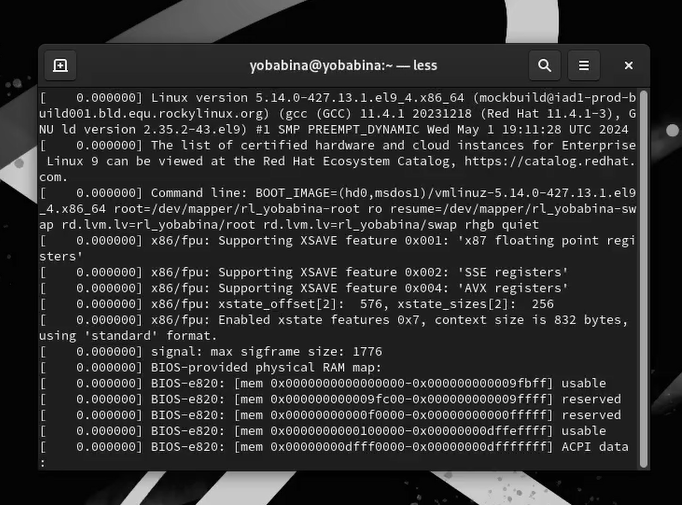 yobabina@yobabina:~ — less
[    0.000000] Linux version 5.14.0-427.13.1.el9_4.x86_64 (mockbuild@iad1-prod-b
uild001.bld.equ.rockylinux.org) (gcc (GCC) 11.4.1 20231218 (Red Hat 11.4.1-3), G
NU ld version 2.35.2-43.el9) #1 SMP PREEMPT_DYNAMIC Wed May 1 19:11:28 UTC 2024
[    0.000000] The list of certified hardware and cloud instances for Enterprise
 Linux 9 can be viewed at the Red Hat Ecosystem Catalog, https://catalog.redhat.
com.
[    0.000000] Command line: BOOT_IMAGE=(hd0,msdos1)/vmlinuz-5.14.0-427.13.1.el9
_4.x86_64 root=/dev/mapper/rl_yobabina-root ro resume=/dev/mapper/rl_yobabina-sw
ap rd.lvm.lv=rl_yobabina/root rd.lvm.lv=rl_yobabina/swap rhgb quiet
[    0.000000] x86/fpu: Supporting XSAVE feature 0x001: 'x87 floating point regi
sters'
[    0.000000] x86/fpu: Supporting XSAVE feature 0x002: 'SSE registers'
[    0.000000] x86/fpu: Supporting XSAVE feature 0x004: 'AVX registers'
[    0.000000] x86/fpu: xstate_offset[2]:  576, xstate_sizes[2]:  256
[    0.000000] x86/fpu: Enabled xstate features 0x7, context size is 832 bytes,
using 'standard' format.
[    0.000000] signal: max sigframe size: 1776
[    0.000000] BIOS-provided physical RAM map:
[    0.000000] BIOS-e820: [mem 0x0000000000000000-0x000000000009fbff] usable
[    0.000000] BIOS-e820: [mem 0x000000000009fc00-0x000000000009ffff] reserved
[    0.000000] BIOS-e820: [mem 0x00000000000f0000-0x00000000000fffff] reserved
[    0.000000] BIOS-e820: [mem 0x0000000000100000-0x00000000dffeffff] usable
[    0.000000] BIOS-e820: [mem 0x00000000dfff0000-0x00000000dfffffff] ACPI data
: